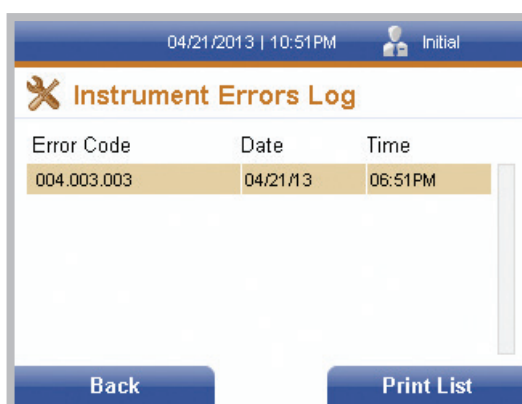 04/21/2013 | 10:51PM Initial
Instrument Errors Log
Error Code Date Time
004.003.003 04/21/13 06:51PM
Back Print List